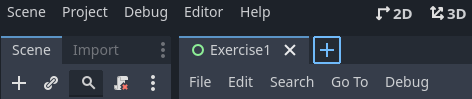 Scene Project Debug Editor Help 2D 3D
Scene Import Exercise1
File Edit Search Go To Debug